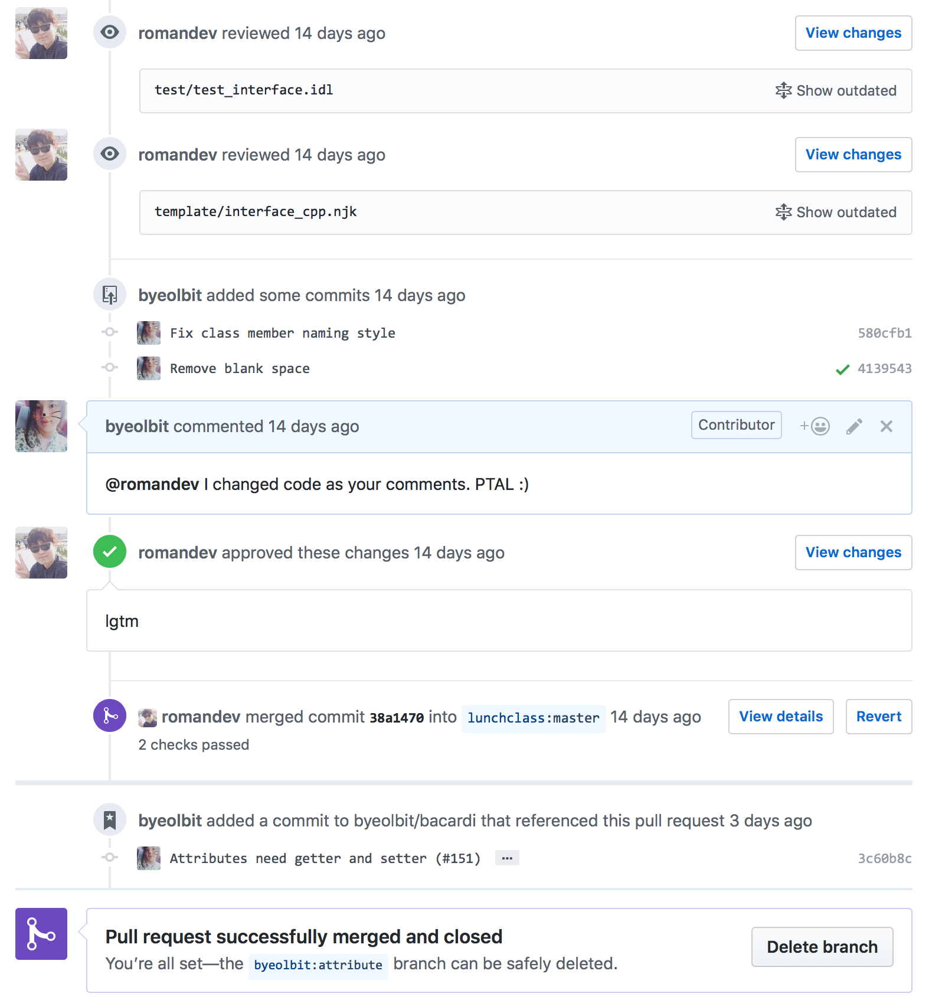 romandev reviewed 14 days ago
View changes
test/test_interface.idl
Show outdated
romandev reviewed 14 days ago
View changes
template/interface_cpp.njk
Show outdated
byeolbit added some commits 14 days ago
Fix class member naming style
580cfb1
Remove blank space
4139543
byeolbit commented 14 days ago
Contributor
@romandev I changed code as your comments. PTAL :)
romandev approved these changes 14 days ago
View changes
lgtm
romandev merged commit 38a1470 into lunchclass:master 14 days ago
View details
Revert
2 checks passed
byeolbit added a commit to byeolbit/bacardi that referenced this pull request 3 days ago
Attributes need getter and setter (#151) …
3c60b8c
Pull request successfully merged and closed
You’re all set—the byeolbit:attribute branch can be safely deleted.
Delete branch